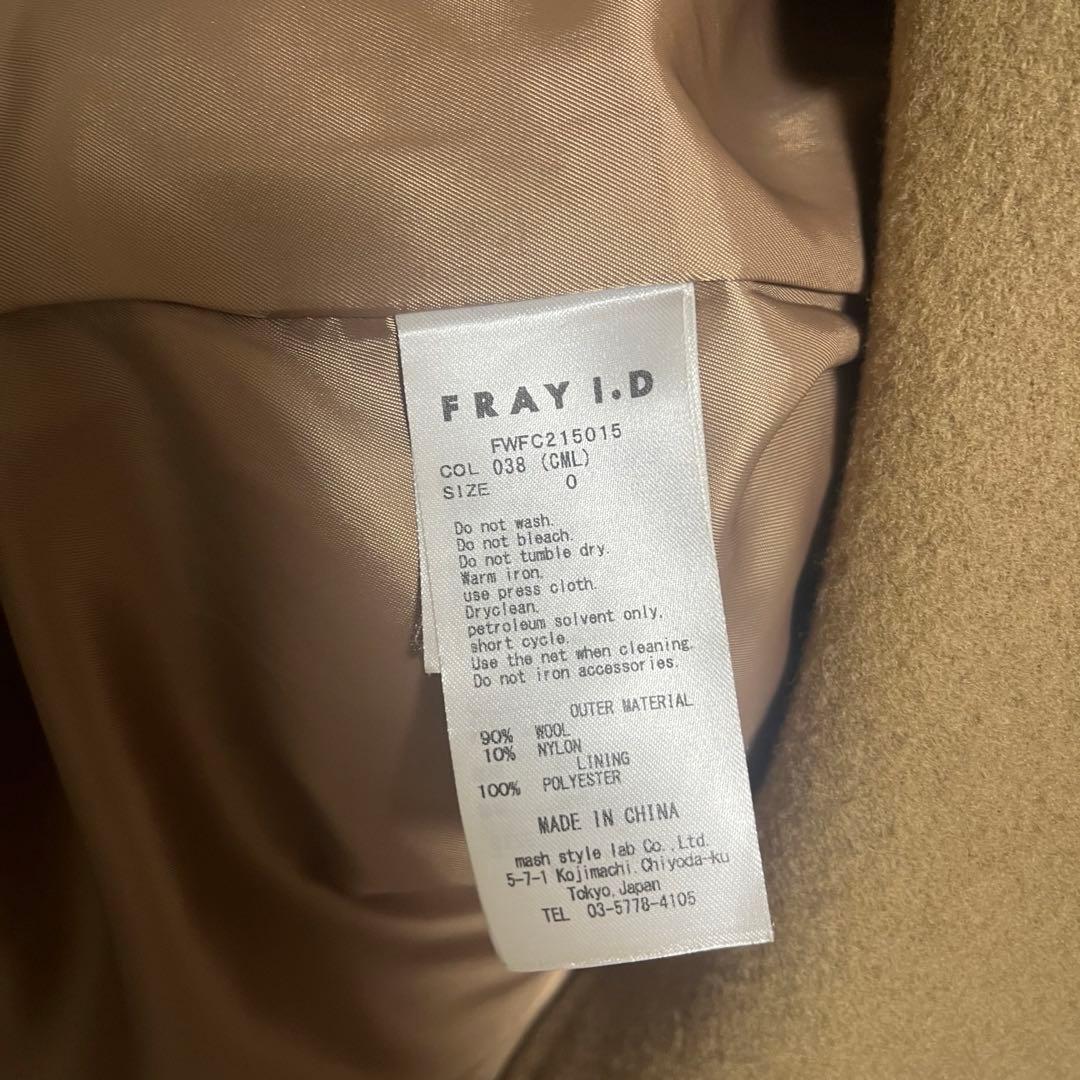 FRAY I.D
FWFC215015
COL 038 (CML)
SIZE 0
Do not wash.
Do not bleach.
Do not tumble dry.
Warm iron.
use press cloth.
Dryclean.
petroleum solvent only,
short cycle.
Use the net when cleaning.
Do not iron accessories.
OUTER MATERIAL
90% WOOL
10% NYLON
LINING
100% POLYESTER
MADE IN CHINA
mash style lab Co.,Ltd.
5-7-1 Kojimachi.Chiyoda-ku
Tokyo,Japan
TEL 03-5778-4105